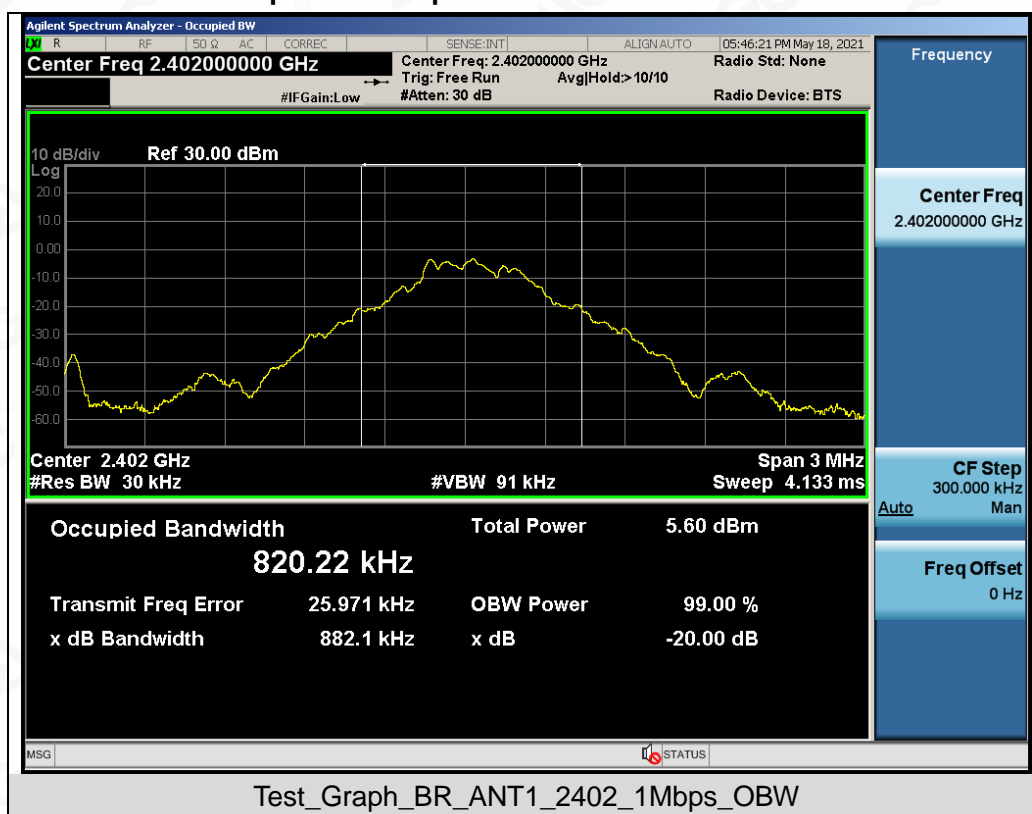 Agilent Spectrum Analyzer - Occupied BW
LXI R RF 50 Ω AC CORREC SENSE:INT ALIGN AUTO 05:46:21 PM May 18, 2021
Center Freq 2.402000000 GHz
Center Freq: 2.402000000 GHz
Radio Std: None
Trig: Free Run Avg|Hold:> 10/10
#IFGain:Low
#Atten: 30 dB
Radio Device: BTS
10 dB/div Ref 30.00 dBm
Log
20.0
10.0
0.00
-10.0
-20.0
-30.0
-40.0
-50.0
-60.0
Center 2.402 GHz Span 3 MHz
#Res BW 30 kHz #VBW 91 kHz Sweep 4.133 ms
Occupied Bandwidth Total Power 5.60 dBm
820.22 kHz
Transmit Freq Error 25.971 kHz OBW Power 99.00 %
x dB Bandwidth 882.1 kHz x dB -20.00 dB
MSG STATUS
Frequency
Center Freq
2.402000000 GHz
CF Step
300.000 kHz
Auto Man
Freq Offset
0 Hz
Test_Graph_BR_ANT1_2402_1Mbps_OBW